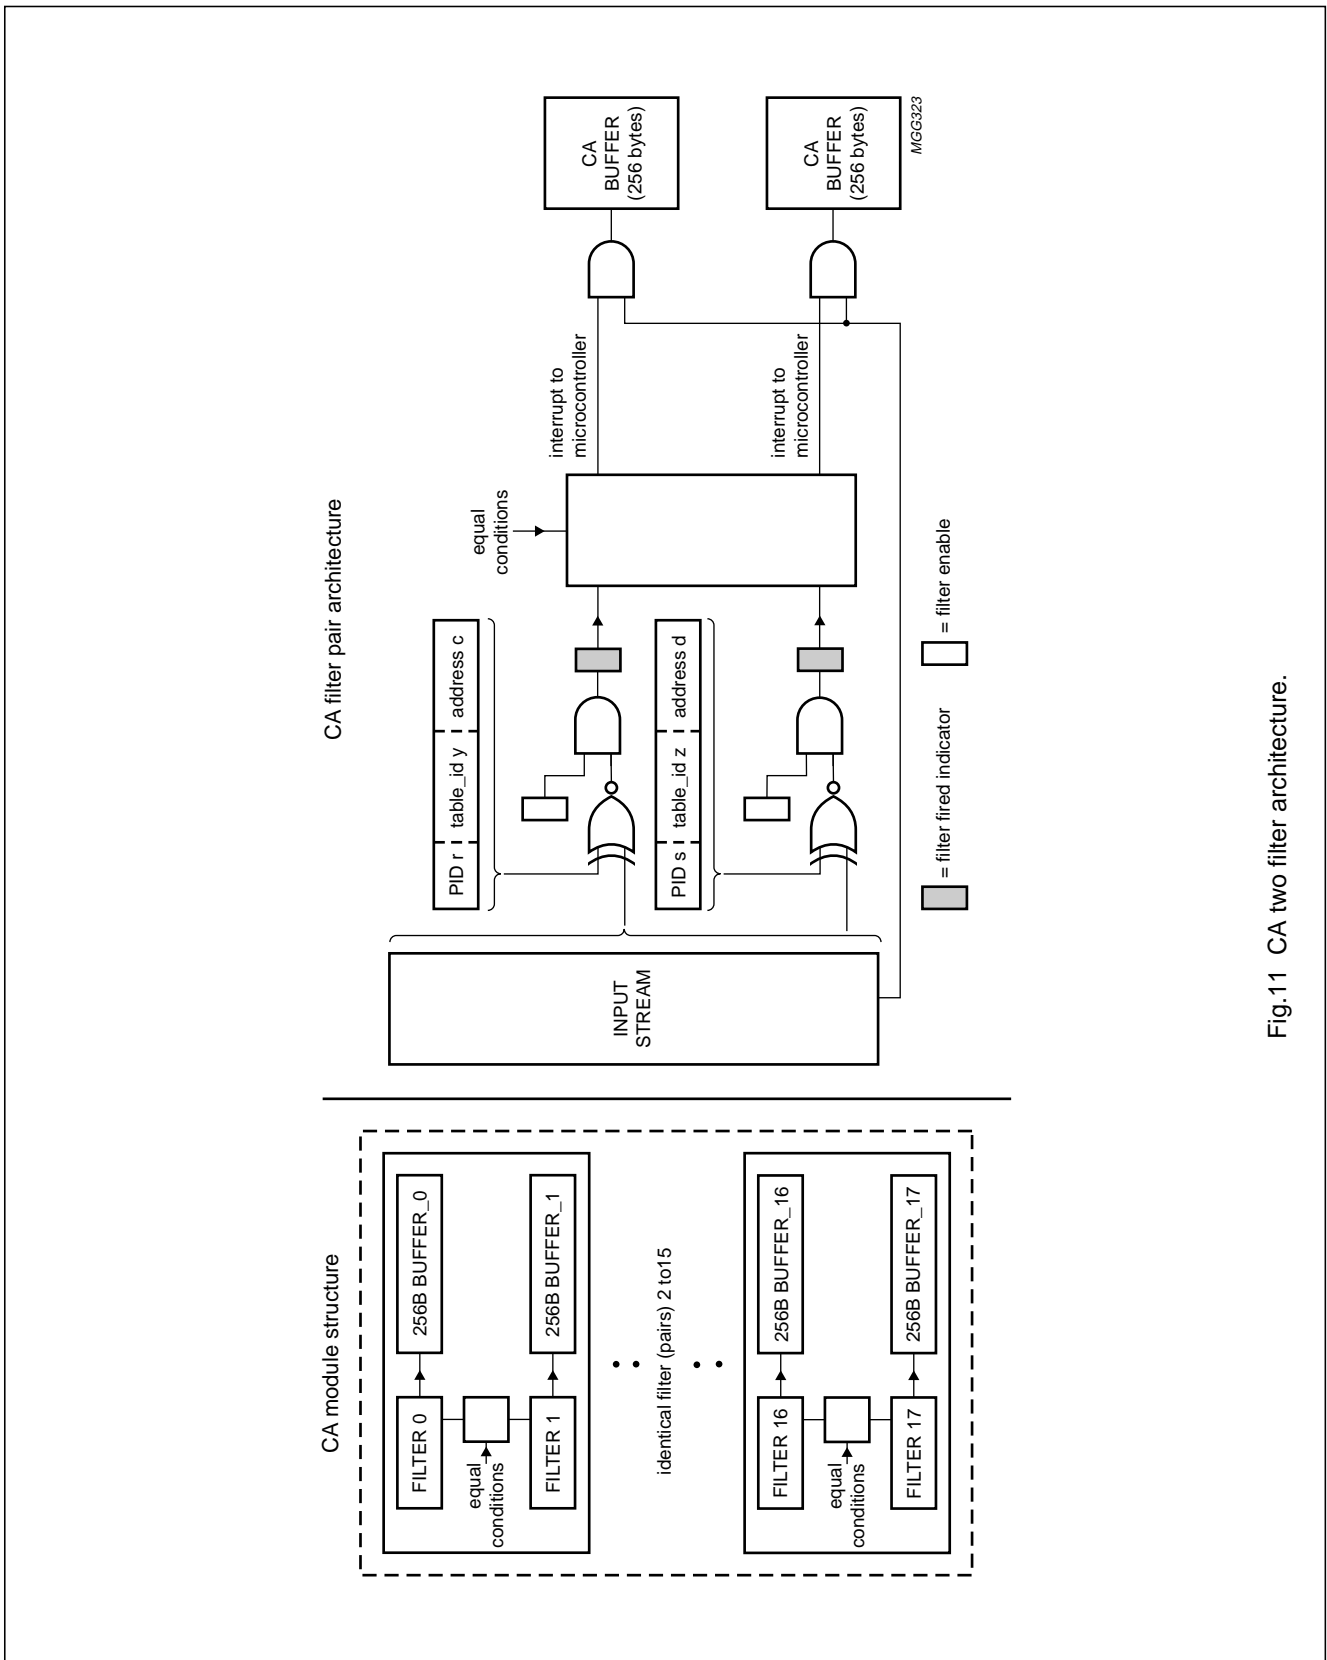 CA module structure
FILTER 0
256B BUFFER_0
equal
conditions
FILTER 1
256B BUFFER_1
identical filter (pairs) 2 to15
FILTER 16
256B BUFFER_16
equal
conditions
FILTER 17
256B BUFFER_17
CA filter pair architecture
INPUT
STREAM
PID r
table_id y
address c
PID s
table_id z
address d
equal
conditions
interrupt to
microcontroller
interrupt to
microcontroller
CA
BUFFER
(256 bytes)
CA
BUFFER
(256 bytes)
= filter fired indicator
= filter enable
MGG323
Fig.11 CA two filter architecture.